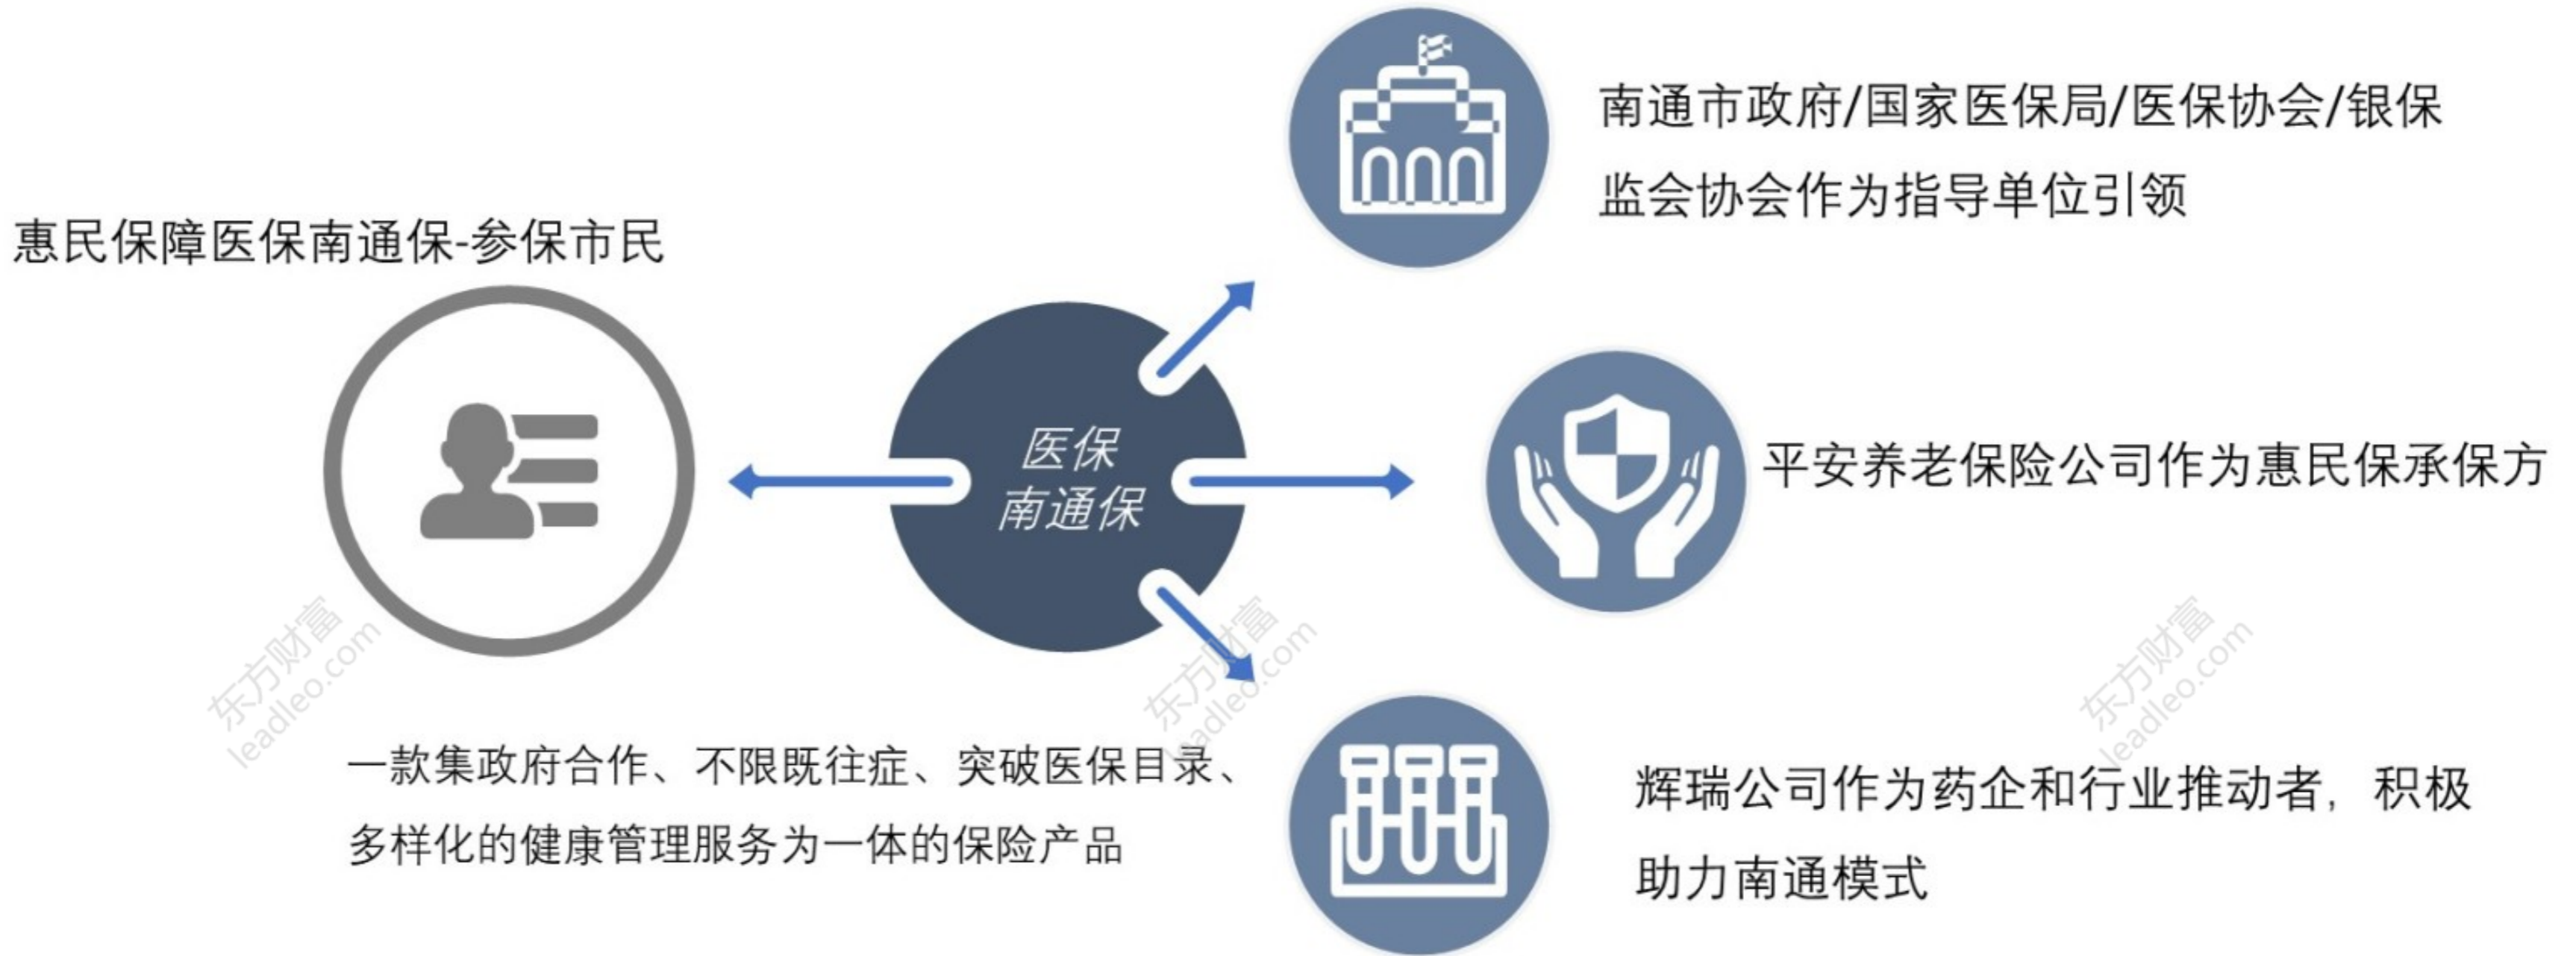 南通市政府/国家医保局/医保协会/银保
监会协会作为指导单位引领
惠民保障医保南通保-参保市民
医保
南通保
平安养老保险公司作为惠民保承保方
一款集政府合作、不限既往症、突破医保目录、
多样化的健康管理服务为一体的保险产品
辉瑞公司作为药企和行业推动者，积极
助力南通模式
东方财富
leadleo.com
东方财富
leadleo.com
东方财富
leadleo.com